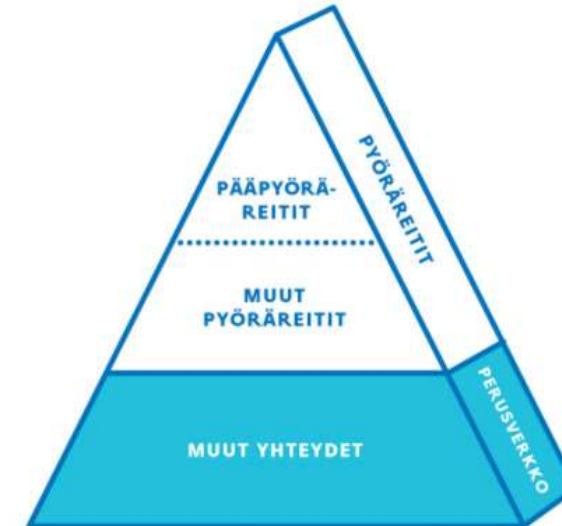 PÄÄPYÖRÄ-
REITIT
PYÖRÄREITIT
MUUT
PYÖRÄREITIT
MUUT YHTEYDET
PERUSVERKKO